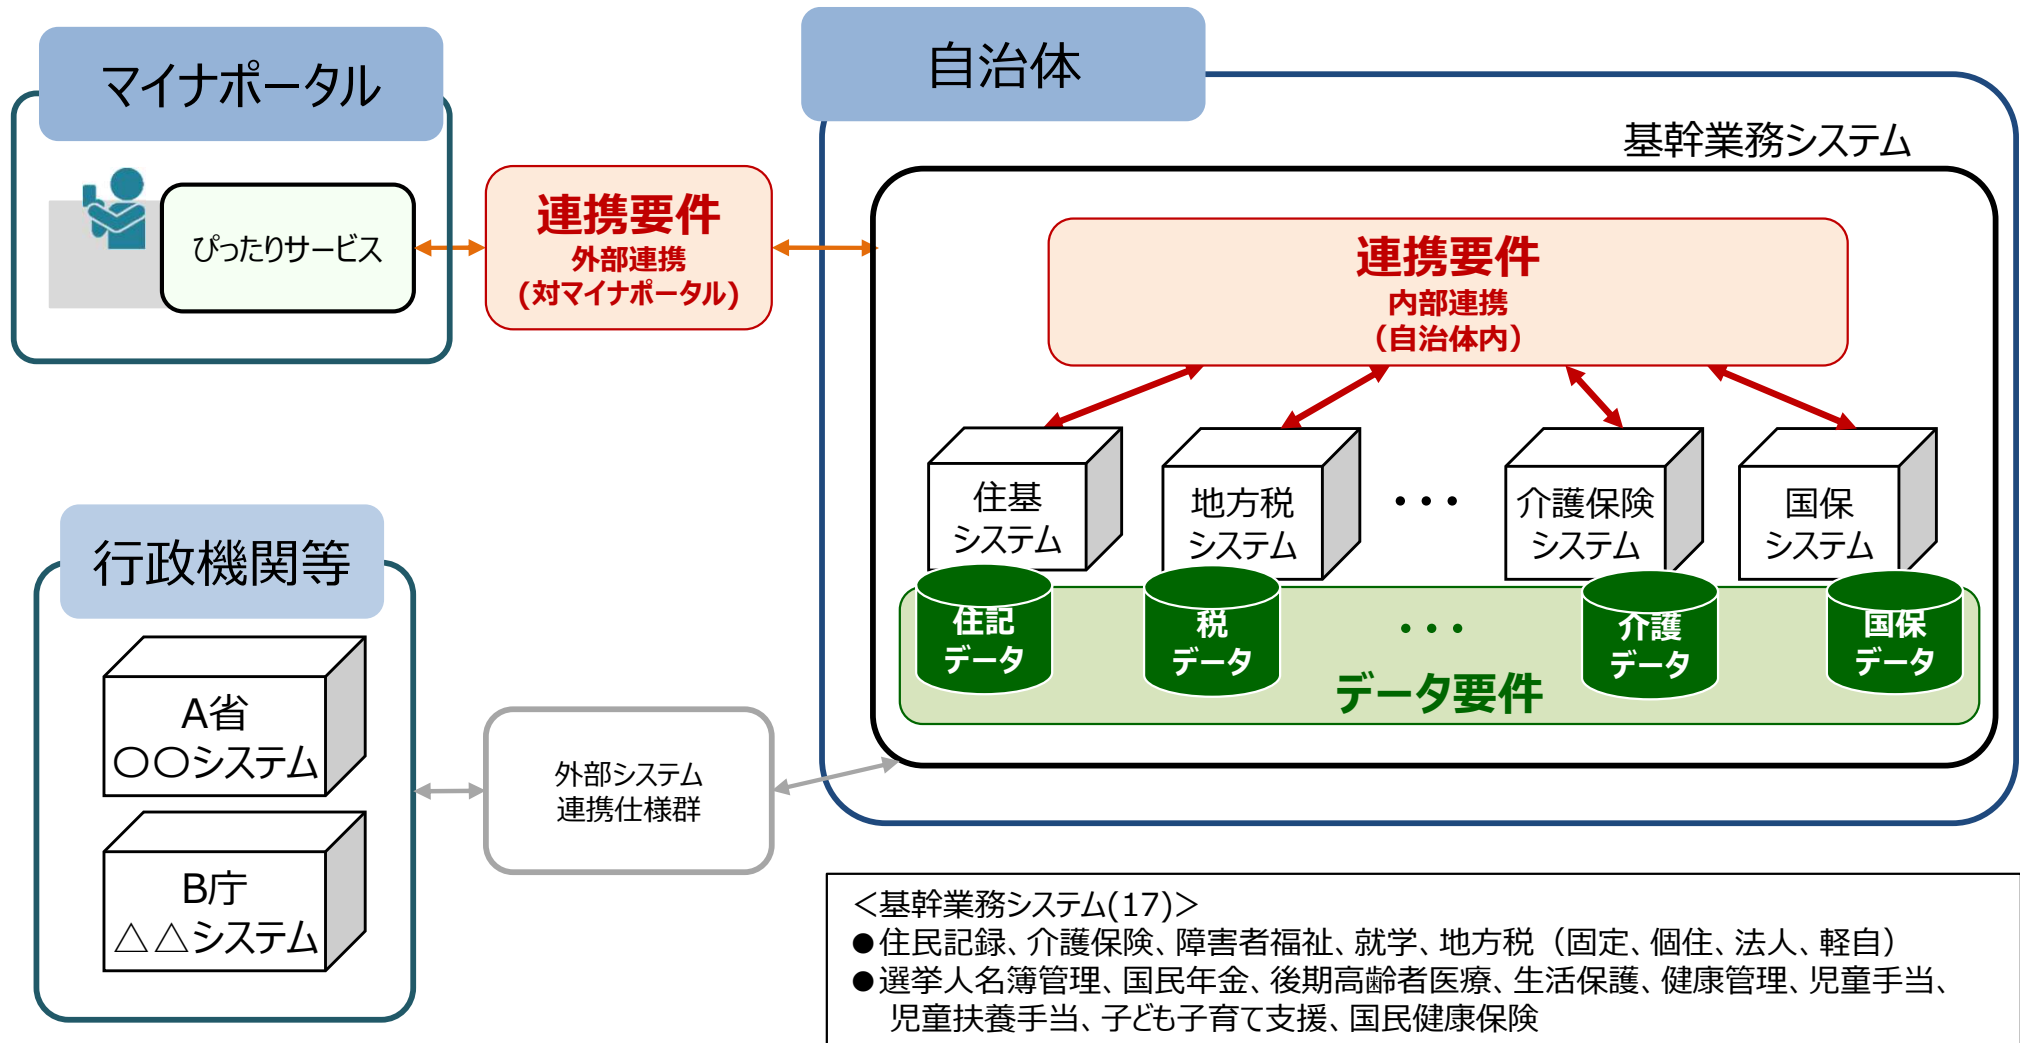 マイナポータル
ぴったりサービス
連携要件
外部連携
(対マイナポータル)
自治体
基幹業務システム
連携要件
内部連携
（自治体内）
住基
システム
地方税
システム
・・・
介護保険
システム
国保
システム
住記
データ
税
データ
・・・
介護
データ
国保
データ
データ要件
行政機関等
A省
〇〇システム
B庁
△△システム
外部システム
連携仕様群
＜基幹業務システム(17)＞
●住民記録、介護保険、障害者福祉、就学、地方税（固定、個住、法人、軽自）
●選挙人名簿管理、国民年金、後期高齢者医療、生活保護、健康管理、児童手当、
児童扶養手当、子ども子育て支援、国民健康保険